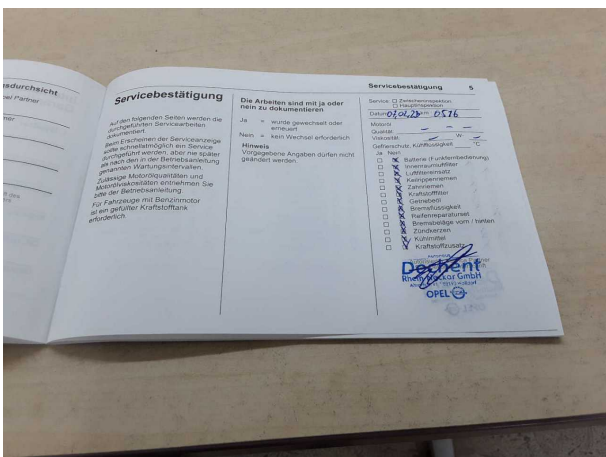 Servicebestätigung
Auf den folgenden Seiten werden die
durchgeführten Servicearbeiten
dokumentiert.
Beim Erscheinen der Serviceanzeige
sollte schnellstmöglich ein Service
durchgeführt werden, aber nie später
als nach den in der Betriebsanleitung
genannten Wartungsintervallen.
Zulässige Motorölqualitäten und
Motorölviskositäten entnehmen Sie
bitte der Betriebsanleitung.
Für Fahrzeuge mit Benzinmotor
ist ein gefüllter Kraftstofftank
erforderlich.
Die Arbeiten sind mit ja oder
nein zu dokumentieren
Ja = wurde gewechselt oder
erneuert
Nein = kein Wechsel erforderlich
Hinweis
Vorgegebene Angaben dürfen nicht
geändert werden.
Servicebestätigung 5
Service: Zwischeninspektion
Hauptinspektion
Datum km 0516
Motoröl
Qualität
Viskosität W-
Gefrierschutz, Kühlflüssigkeit °C
Ja Nein
Batterie (Funkfernbedienung)
Innenraumluftfilter
Luftfiltereinsatz
Keilrippenriemen
Zahnriemen
Kraftstofffilter
Getriebeöl
Bremsflüssigkeit
Reifenreparaturset
Bremsbeläge vorn / hinten
Zündkerzen
Kühlmittel
Kraftstoffzusatz
Dechent
Rhein Neckar GmbH
OPEL